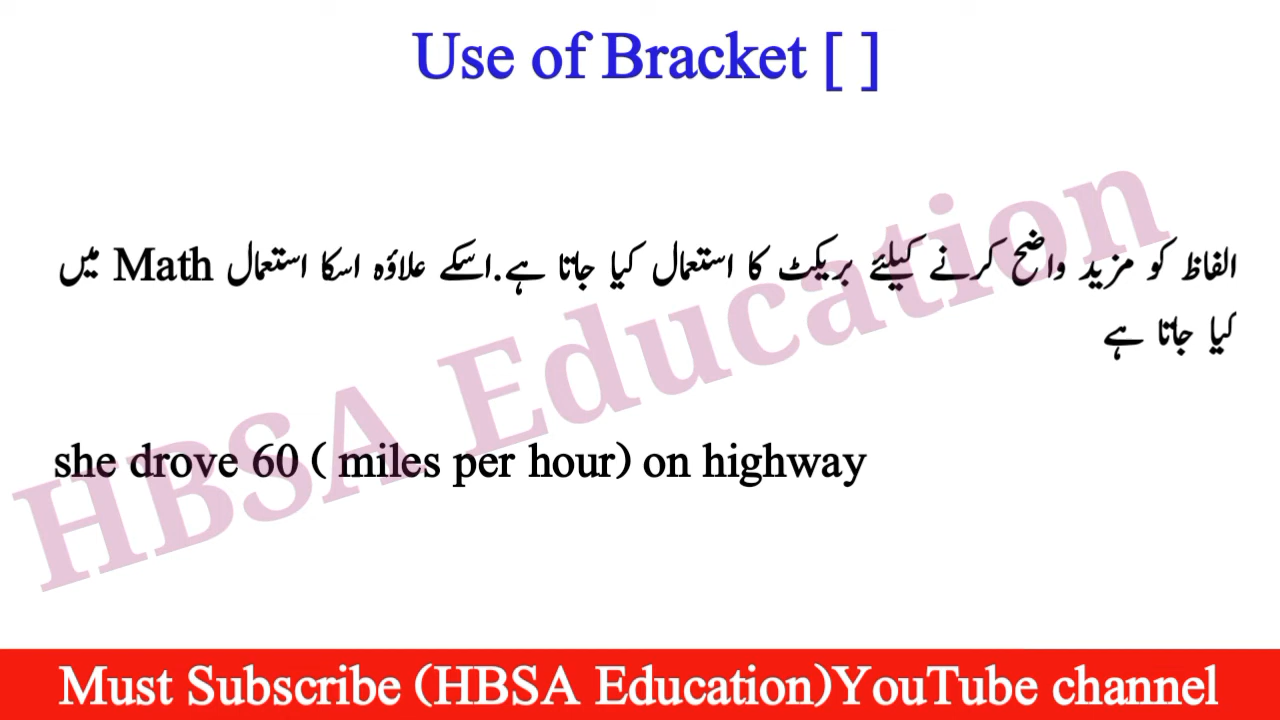 Use of Bracket [ ]
الفاظ کو مزید واضح کرنے کیلئے بریکٹ کا استعمال کیا جاتا ہے.اسکے علاؤہ اسکا استعمال Math میں
کیا جاتا ہے
she drove 60 ( miles per hour) on highway
HBSA Education
Must Subscribe (HBSA Education)YouTube channel